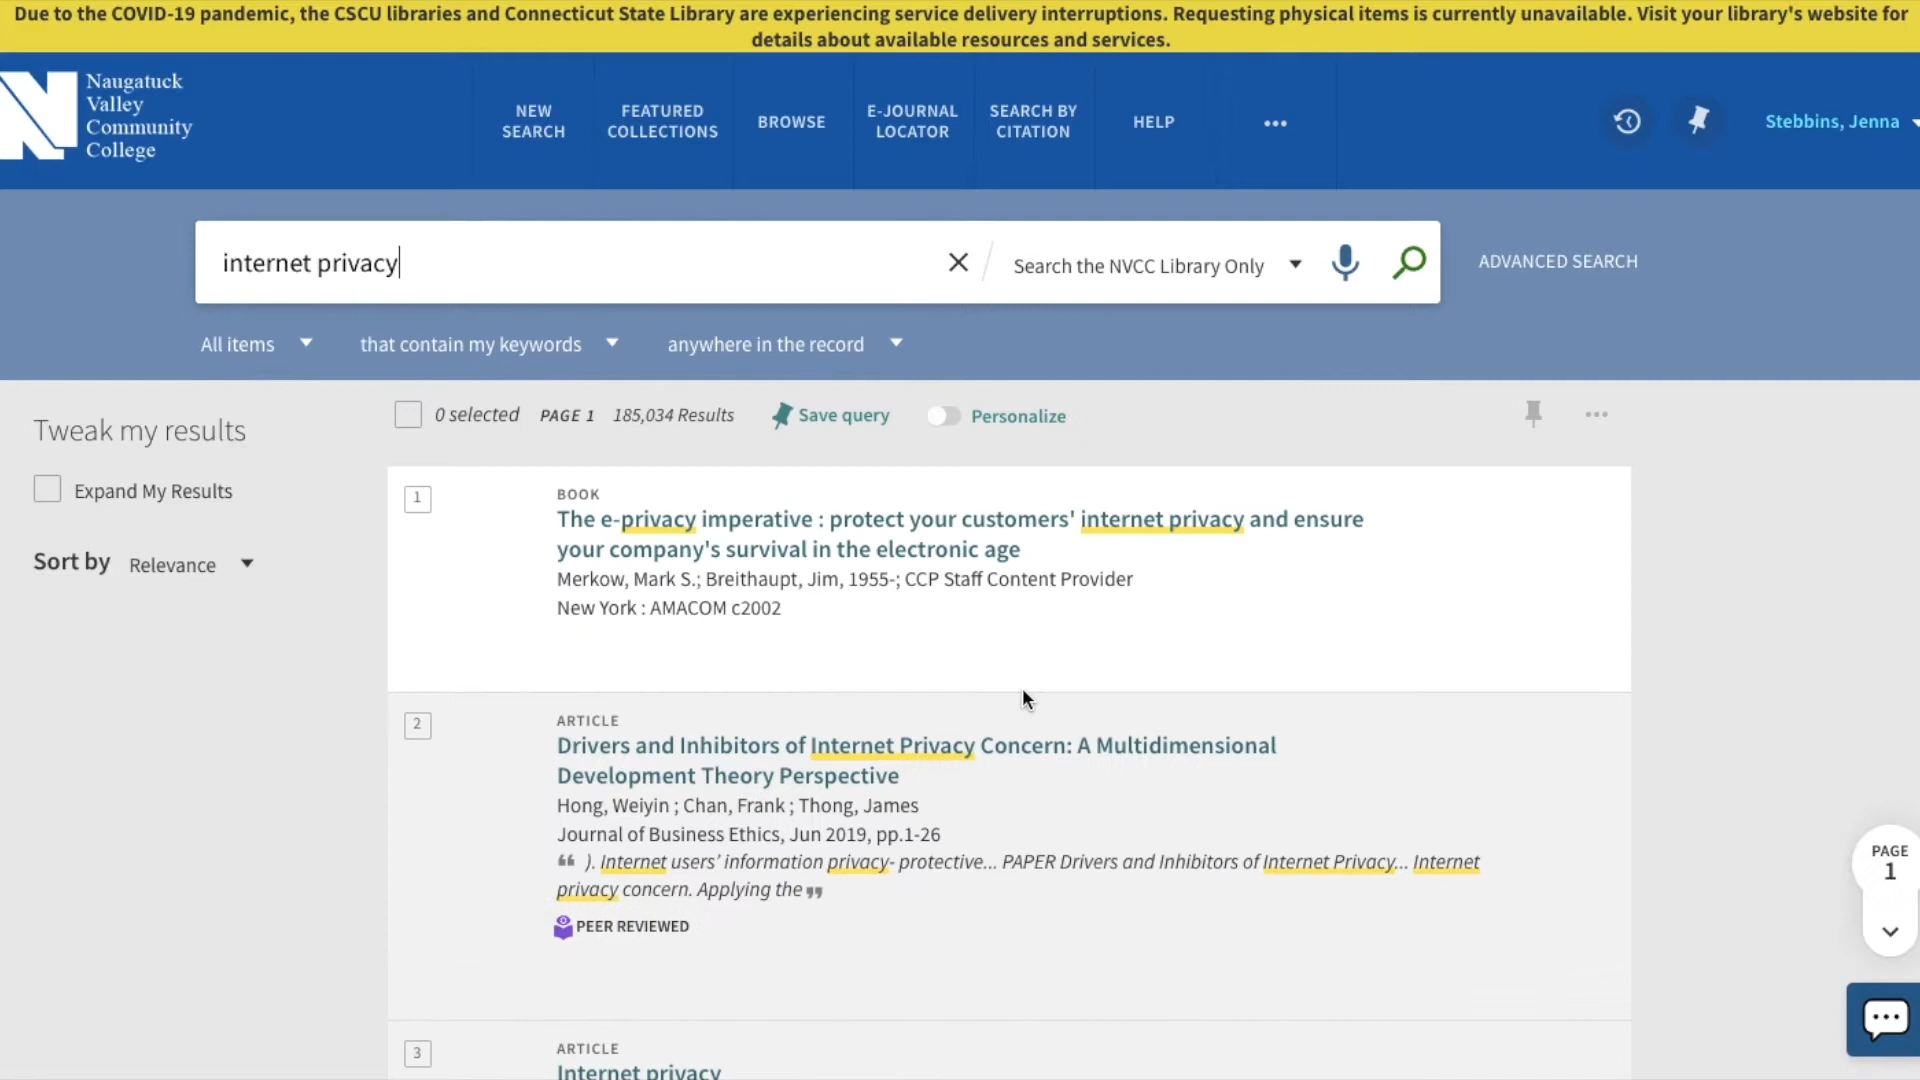 Due to the COVID-19 pandemic, the CSCU libraries and Connecticut State Library are experiencing service delivery interruptions. Requesting physical items is currently unavailable. Visit your library's website for
details about available resources and services.
Naugatuck
Valley
Community
College
NEW
SEARCH
FEATURED
COLLECTIONS
BROWSE
E-JOURNAL
LOCATOR
SEARCH BY
CITATION
HELP
Stebbins, Jenna
internet privacy
Search the NVCC Library Only
ADVANCED SEARCH
All items
that contain my keywords
anywhere in the record
Tweak my results
Expand My Results
Sort by Relevance
0 selected PAGE 1 185,034 Results Save query Personalize
1
BOOK
The e-privacy imperative : protect your customers' internet privacy and ensure
your company's survival in the electronic age
Merkow, Mark S.; Breithaupt, Jim, 1955-; CCP Staff Content Provider
New York : AMACOM c2002
2
ARTICLE
Drivers and Inhibitors of Internet Privacy Concern: A Multidimensional
Development Theory Perspective
Hong, Weiyin ; Chan, Frank ; Thong, James
Journal of Business Ethics, Jun 2019, pp.1-26
“ ). Internet users’ information privacy- protective... PAPER Drivers and Inhibitors of Internet Privacy... Internet
privacy concern. Applying the ”
PEER REVIEWED
3
ARTICLE
Internet privacy
PAGE
1